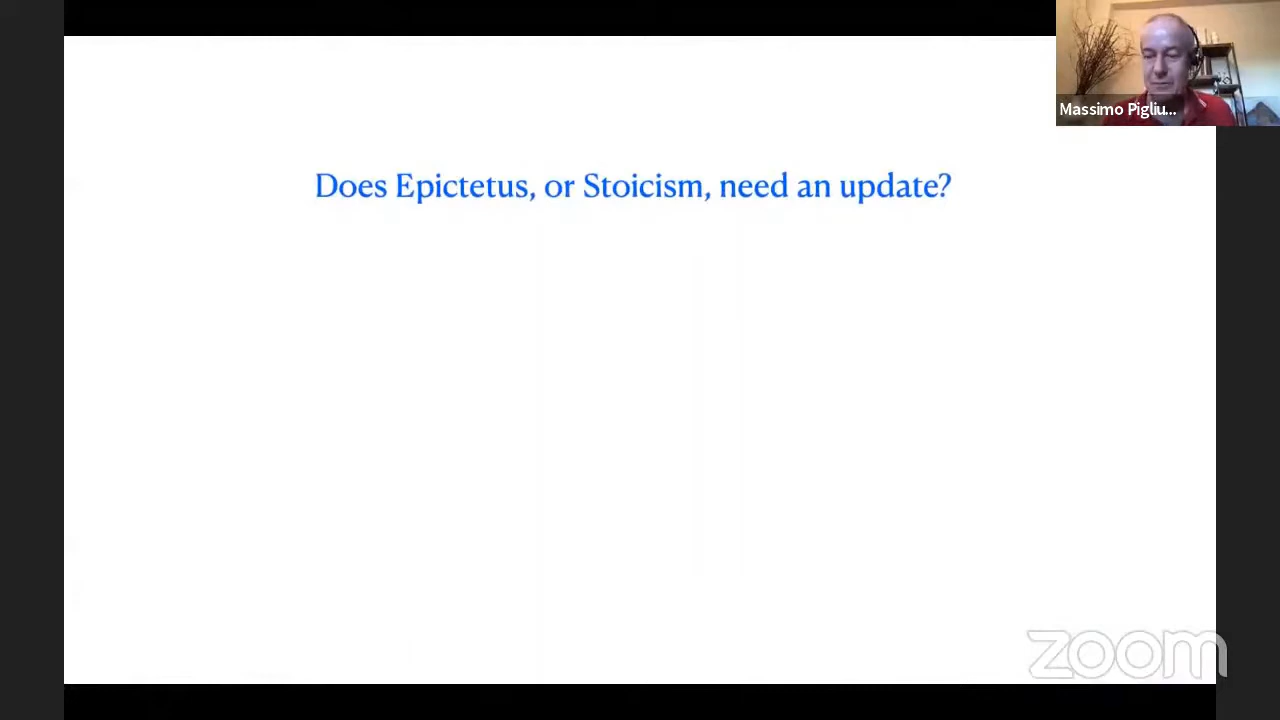 Massimo Pigliu...
Does Epictetus, or Stoicism, need an update?
zoom